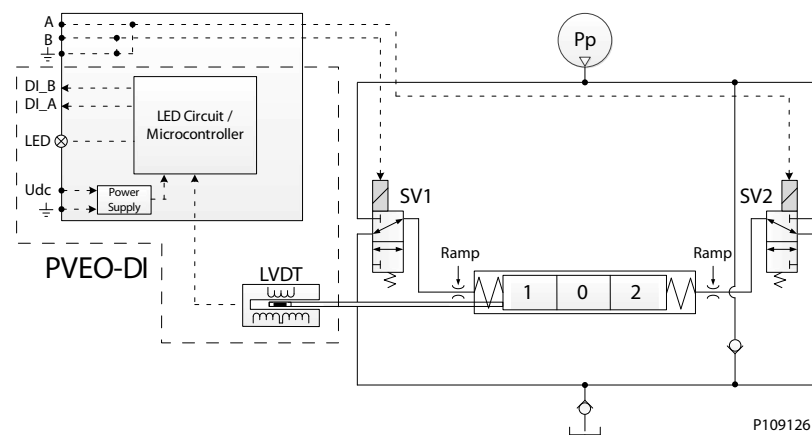 A
B
DI_B
DI_A
LED
Udc
LED Circuit /
Microcontroller
Power
Supply
PVEO-DI
LVDT
Pp
SV1
SV2
Ramp
Ramp
1 0 2
P109126